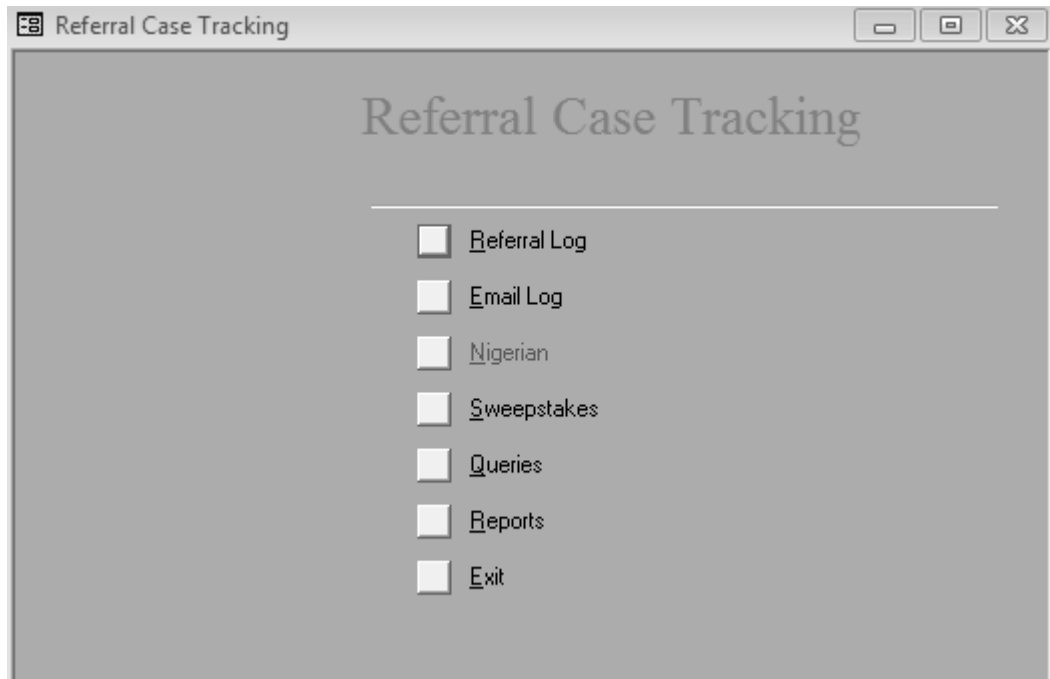 Referral Case Tracking
Referral Case Tracking
Referral Log
Email Log
Nigerian
Sweepstakes
Queries
Reports
Exit